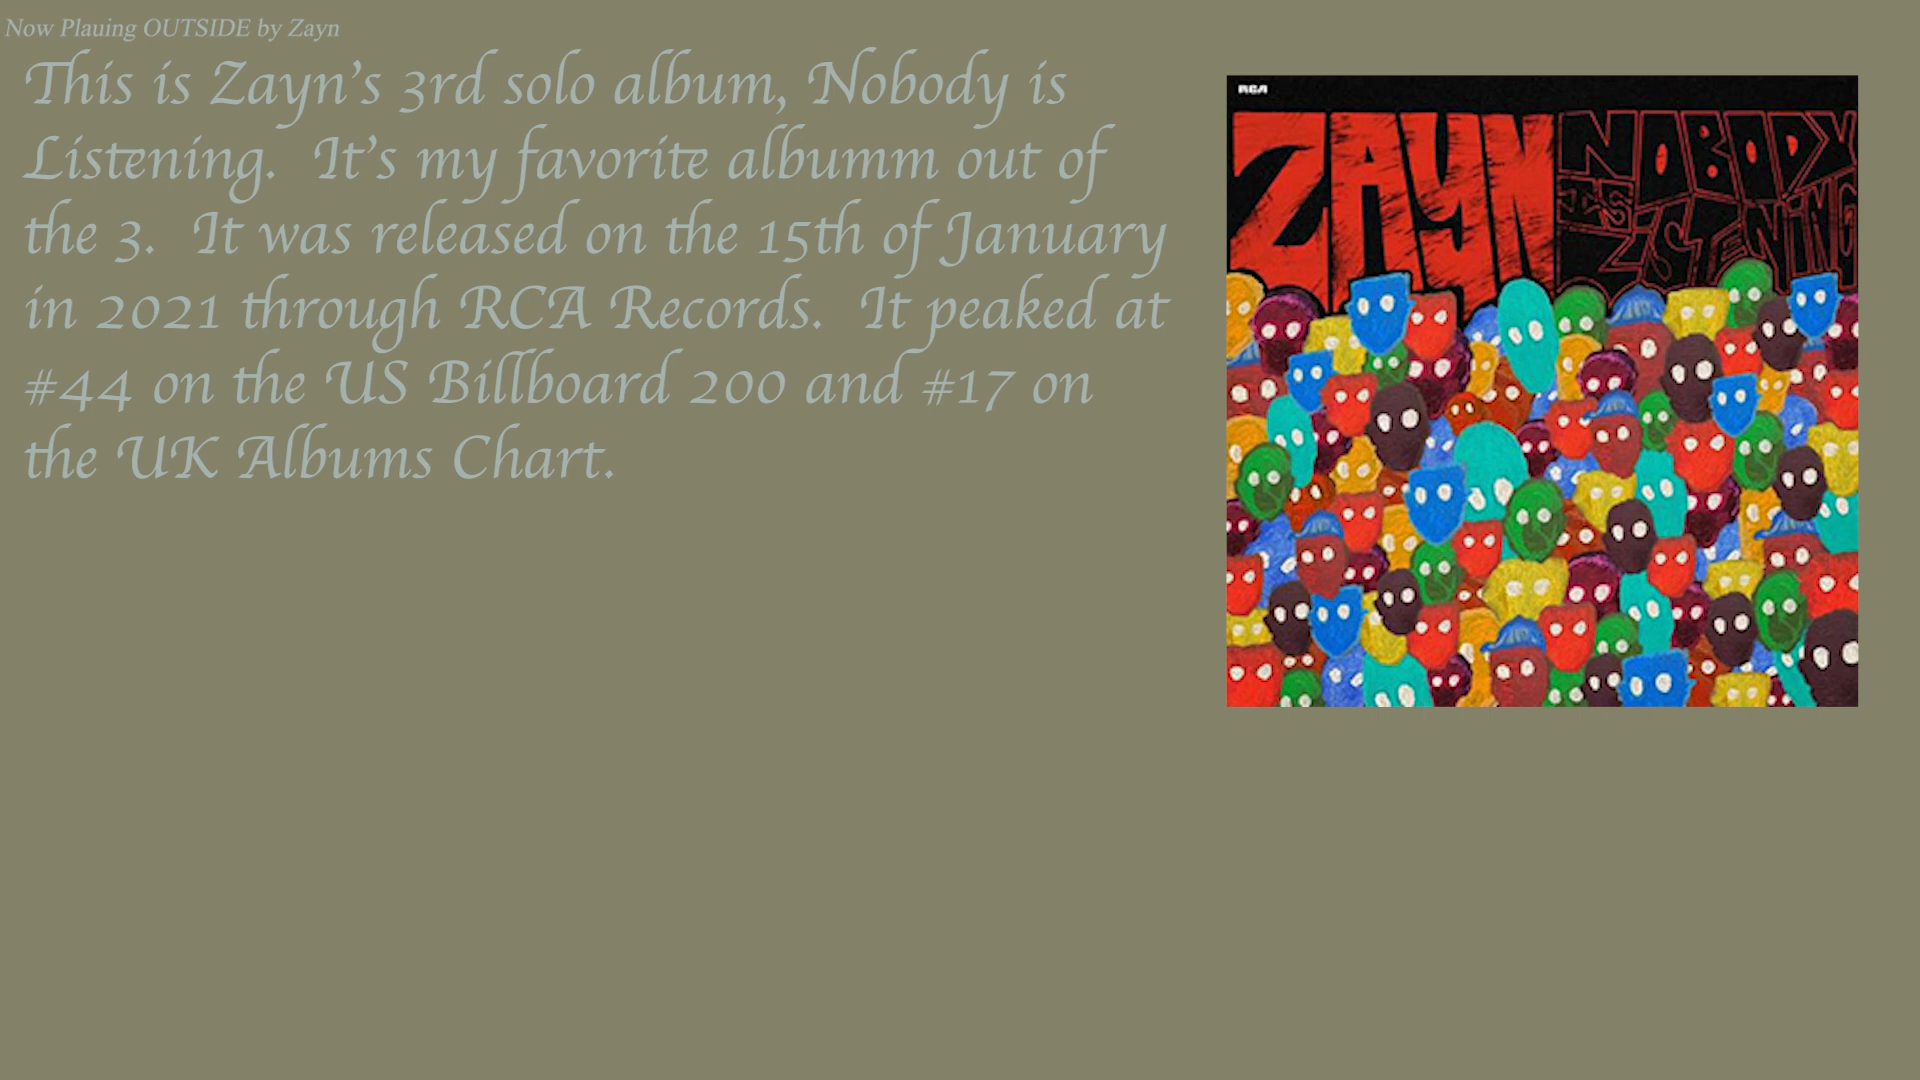 Now Plauing OUTSIDE by Zayn
This is Zayn's 3rd solo album, Nobody is
Listening.  It's my favorite albumm out of
the 3.  It was released on the 15th of January
in 2021 through RCA Records.  It peaked at
#44 on the US Billboard 200 and #17 on
the UK Albums Chart.
RCA
ZAYN NOBODY
IS
LISTENING